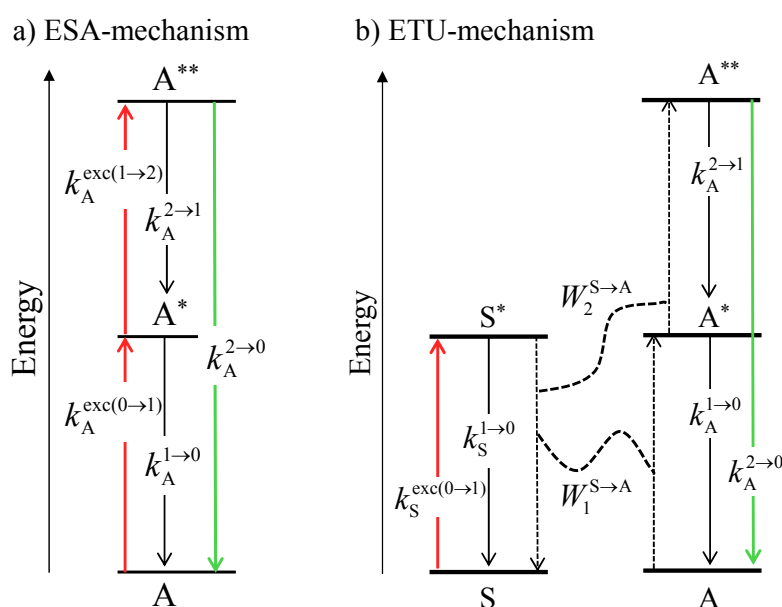 a) ESA-mechanism
b) ETU-mechanism
Energy
A**
k_A^exc(1→2)
k_A^2→1
A*
k_A^2→0
k_A^exc(0→1)
k_A^1→0
A
Energy
A**
k_A^2→1
W_2^S→A
S*
A*
k_S^1→0
k_A^1→0
k_A^2→0
k_S^exc(0→1)
W_1^S→A
S
A